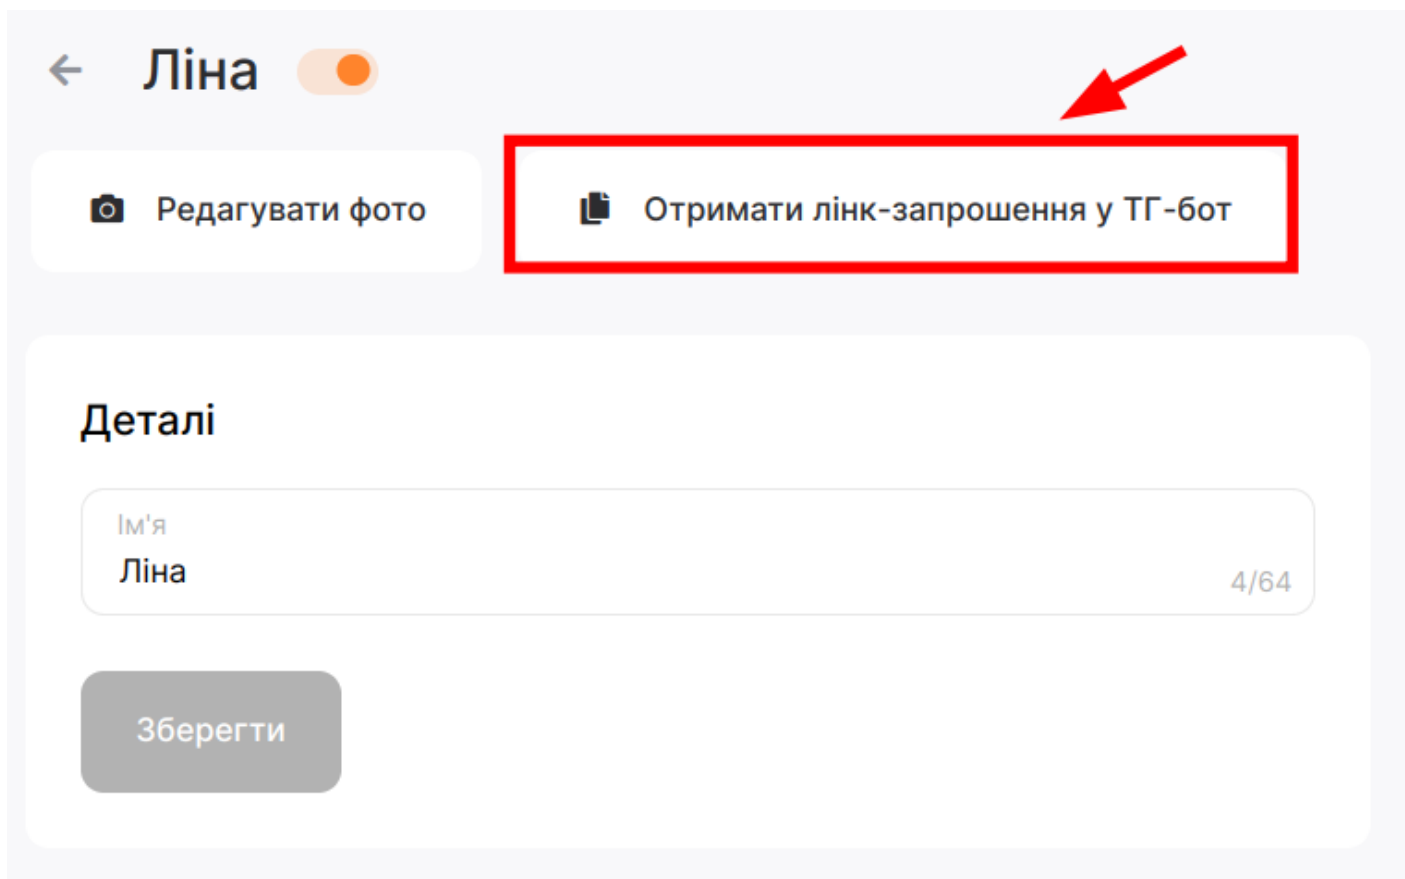 Ліна
Редагувати фото
Отримати лінк-запрошення у ТГ-бот
Деталі
Ім'я
Ліна
4/64
Зберегти